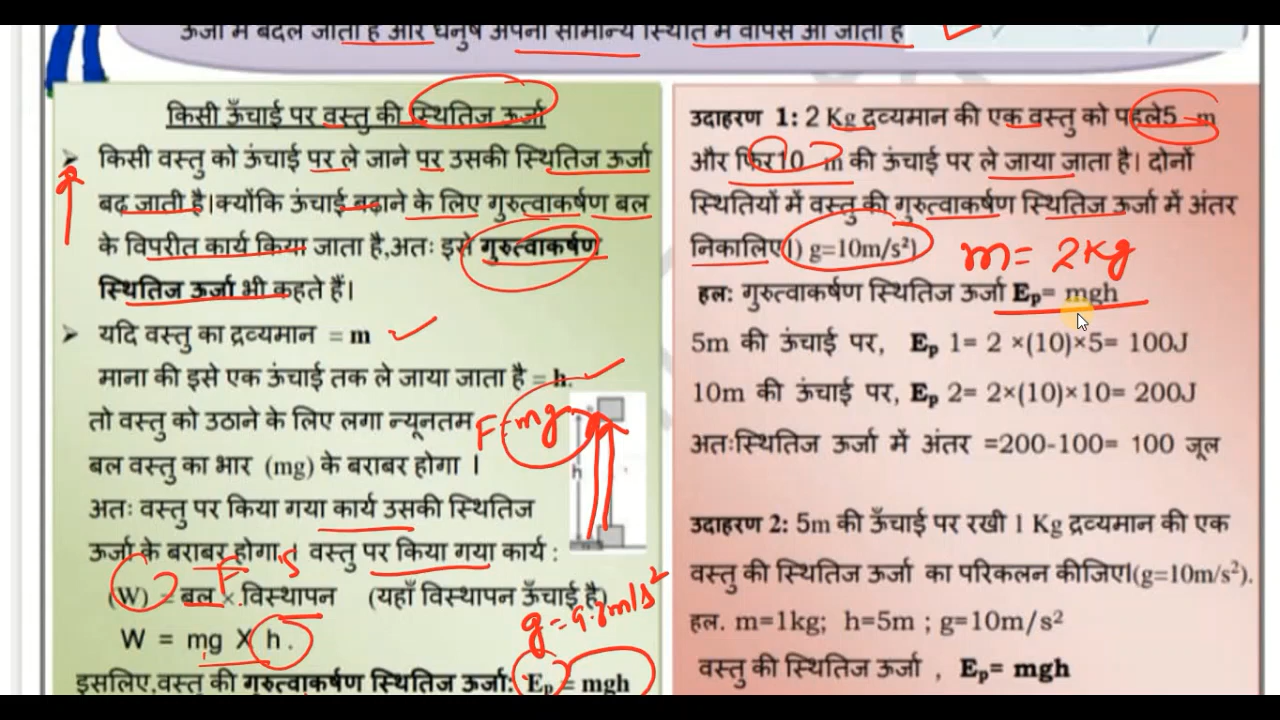 ऊर्जा में बदल जाती है और धनुष अपनी सामान्य स्थिति में वापस आ जाता है
किसी ऊँचाई पर वस्तु की स्थितिज ऊर्जा
किसी वस्तु को ऊंचाई पर ले जाने पर उसकी स्थितिज ऊर्जा
बढ़ जाती है।क्योंकि ऊंचाई बढ़ाने के लिए गुरुत्वाकर्षण बल
के विपरीत कार्य किया जाता है,अतः इसे गुरुत्वाकर्षण
स्थितिज ऊर्जा भी कहते हैं।
यदि वस्तु का द्रव्यमान = m
माना की इसे एक ऊंचाई तक ले जाया जाता है = h.
तो वस्तु को उठाने के लिए लगा न्यूनतम
F=mg
बल वस्तु का भार (mg) के बराबर होगा ।
h
अतः वस्तु पर किया गया कार्य उसकी स्थितिज
ऊर्जा के बराबर होगा । वस्तु पर किया गया कार्य :
F S
(W) = बल × विस्थापन (यहाँ विस्थापन ऊँचाई है)
g=9.8m/s²
W = mg X h.
इसलिए,वस्तु की गुरुत्वाकर्षण स्थितिज ऊर्जा: Ep = mgh
उदाहरण 1: 2 Kg द्रव्यमान की एक वस्तु को पहले5 m
और फिर10 m की ऊंचाई पर ले जाया जाता है। दोनों
स्थितियों में वस्तु की गुरुत्वाकर्षण स्थितिज ऊर्जा में अंतर
निकालिए।) g=10m/s²)
m= 2Kg
हल: गुरुत्वाकर्षण स्थितिज ऊर्जा Ep= mgh
5m की ऊंचाई पर, Ep 1= 2 ×(10)×5= 100J
10m की ऊंचाई पर, Ep 2= 2×(10)×10= 200J
अतःस्थितिज ऊर्जा में अंतर =200-100= 100 जूल
उदाहरण 2: 5m की ऊँचाई पर रखी 1 Kg द्रव्यमान की एक
वस्तु की स्थितिज ऊर्जा का परिकलन कीजिए।(g=10m/s²).
हल. m=1kg; h=5m ; g=10m/s²
वस्तु की स्थितिज ऊर्जा , Ep= mgh